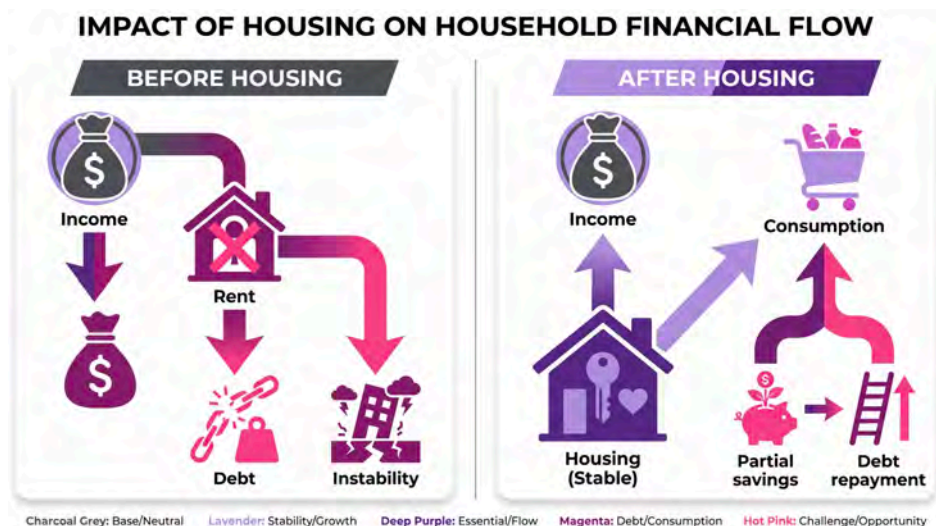 IMPACT OF HOUSING ON HOUSEHOLD FINANCIAL FLOW
BEFORE HOUSING
$
Income
$
Rent
Debt
Instability
AFTER HOUSING
$
Income
Consumption
Housing
(Stable)
$
Partial
savings
Debt
repayment
Charcoal Grey: Base/Neutral Lavender: Stability/Growth Deep Purple: Essential/Flow Magenta: Debt/Consumption Hot Pink: Challenge/Opportunity